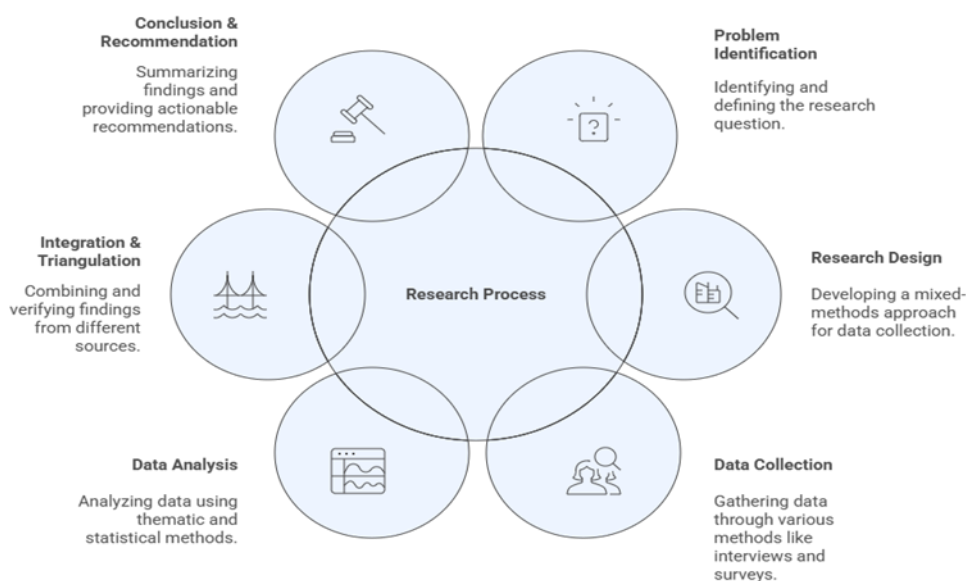 Conclusion &
Recommendation
Summarizing
findings and
providing actionable
recommendations.
Problem
Identification
Identifying and
defining the research
question.
?
Integration &
Triangulation
Combining and
verifying findings
from different
sources.
Research Process
Research Design
Developing a mixed-
methods approach
for data collection.
Data Analysis
Analyzing data using
thematic and
statistical methods.
Data Collection
Gathering data
through various
methods like
interviews and
surveys.